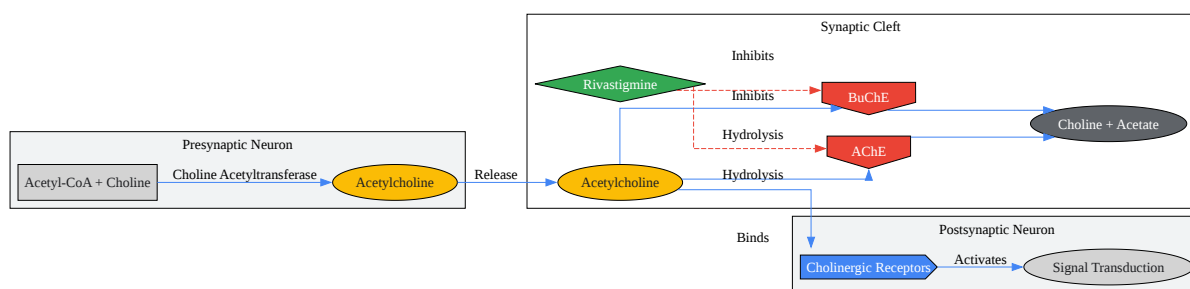 Synaptic Cleft
Inhibits
Rivastigmine
Inhibits
BuChE
Choline + Acetate
Presynaptic Neuron
Hydrolysis
AChE
Acetyl-CoA + Choline
Choline Acetyltransferase
Acetylcholine
Release
Acetylcholine
Hydrolysis
Binds
Postsynaptic Neuron
Cholinergic Receptors
Activates
Signal Transduction